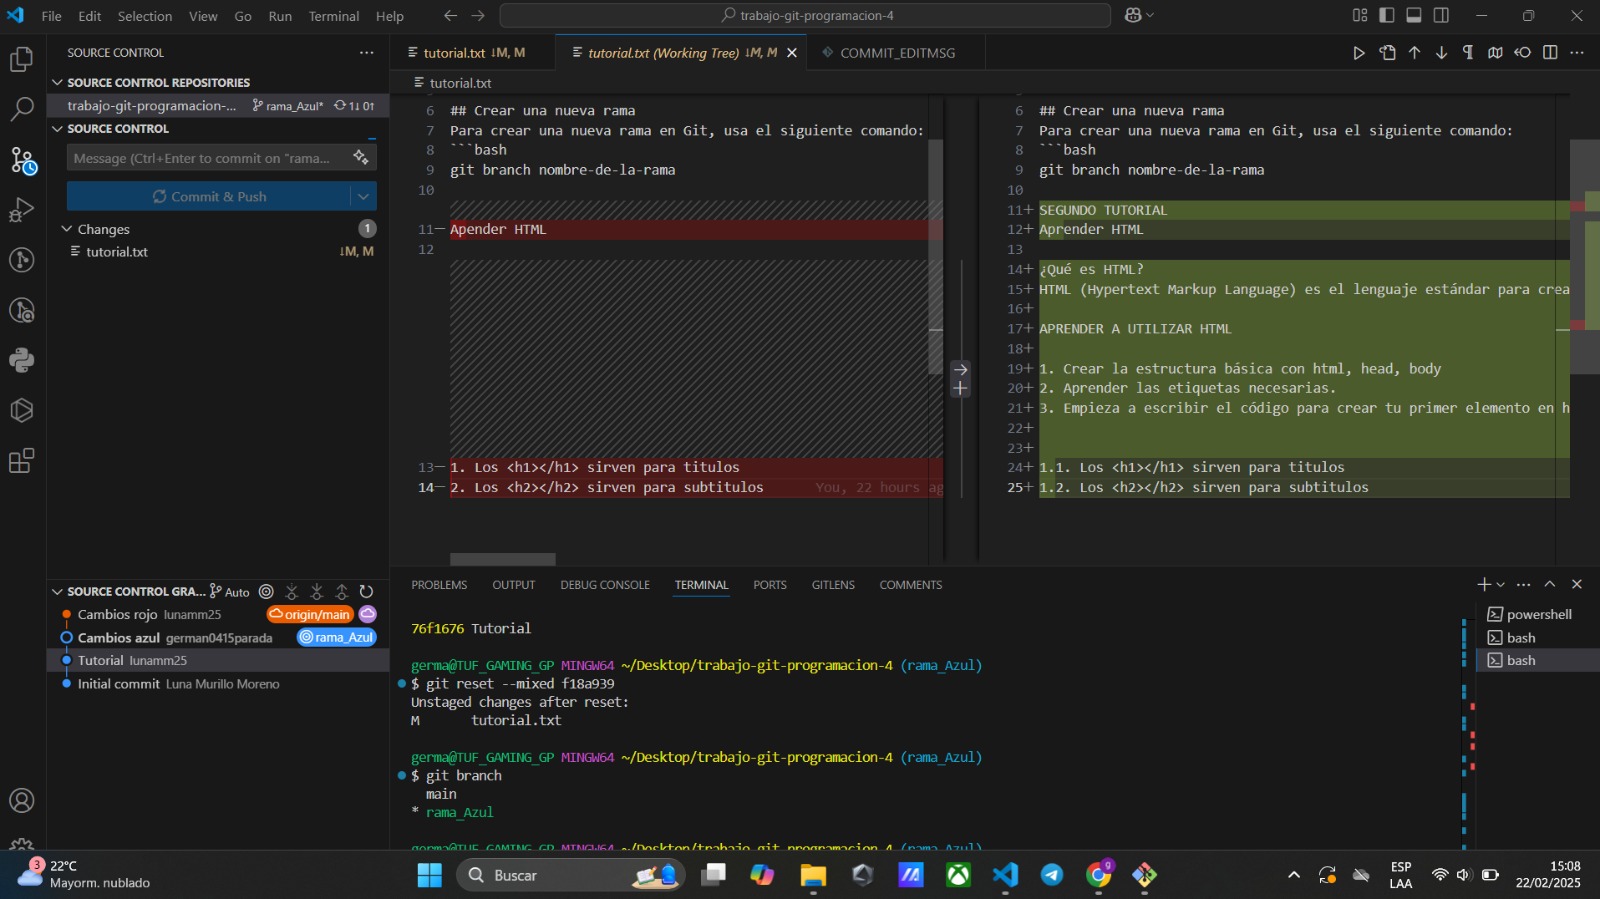 File Edit Selection View Go Run Terminal Help
trabajo-git-programacion-4
SOURCE CONTROL
SOURCE CONTROL REPOSITORIES
trabajo-git-programacion-... rama_Azul* 1↓ 0↑
SOURCE CONTROL
Message (Ctrl+Enter to commit on "rama...
Commit & Push
Changes 1
tutorial.txt ↓M, M
tutorial.txt ↓M, M
tutorial.txt (Working Tree) ↓M, M
COMMIT_EDITMSG
tutorial.txt
6 ## Crear una nueva rama
7 Para crear una nueva rama en Git, usa el siguiente comando:
8 ```bash
9 git branch nombre-de-la-rama
10
11— Apender HTML
12
13— 1. Los <h1></h1> sirven para titulos
14— 2. Los <h2></h2> sirven para subtitulos You, 22 hours ag
6 ## Crear una nueva rama
7 Para crear una nueva rama en Git, usa el siguiente comando:
8 ```bash
9 git branch nombre-de-la-rama
10
11+ SEGUNDO TUTORIAL
12+ Aprender HTML
13
14+ ¿Qué es HTML?
15+ HTML (Hypertext Markup Language) es el lenguaje estándar para crea
16+
17+ APRENDER A UTILIZAR HTML
18+
19+ 1. Crear la estructura básica con html, head, body
20+ 2. Aprender las etiquetas necesarias.
21+ 3. Empieza a escribir el código para crear tu primer elemento en h
22+
23+
24+ 1.1. Los <h1></h1> sirven para titulos
25+ 1.2. Los <h2></h2> sirven para subtitulos
SOURCE CONTROL GRA... Auto
Cambios rojo lunamm25 origin/main
Cambios azul german0415parada rama_Azul
Tutorial lunamm25
Initial commit Luna Murillo Moreno
PROBLEMS OUTPUT DEBUG CONSOLE TERMINAL PORTS GITLENS COMMENTS
76f1676 Tutorial
germa@TUF_GAMING_GP MINGW64 ~/Desktop/trabajo-git-programacion-4 (rama_Azul)
$ git reset --mixed f18a939
Unstaged changes after reset:
M tutorial.txt
germa@TUF_GAMING_GP MINGW64 ~/Desktop/trabajo-git-programacion-4 (rama_Azul)
$ git branch
main
* rama_Azul
germa@TUF_GAMING_GP MINGW64 ~/Desktop/trabajo-git-programacion-4 (rama_Azul)
powershell
bash
bash
3
22°C
Mayorm. nublado
Buscar
9
ESP
LAA
15:08
22/02/2025